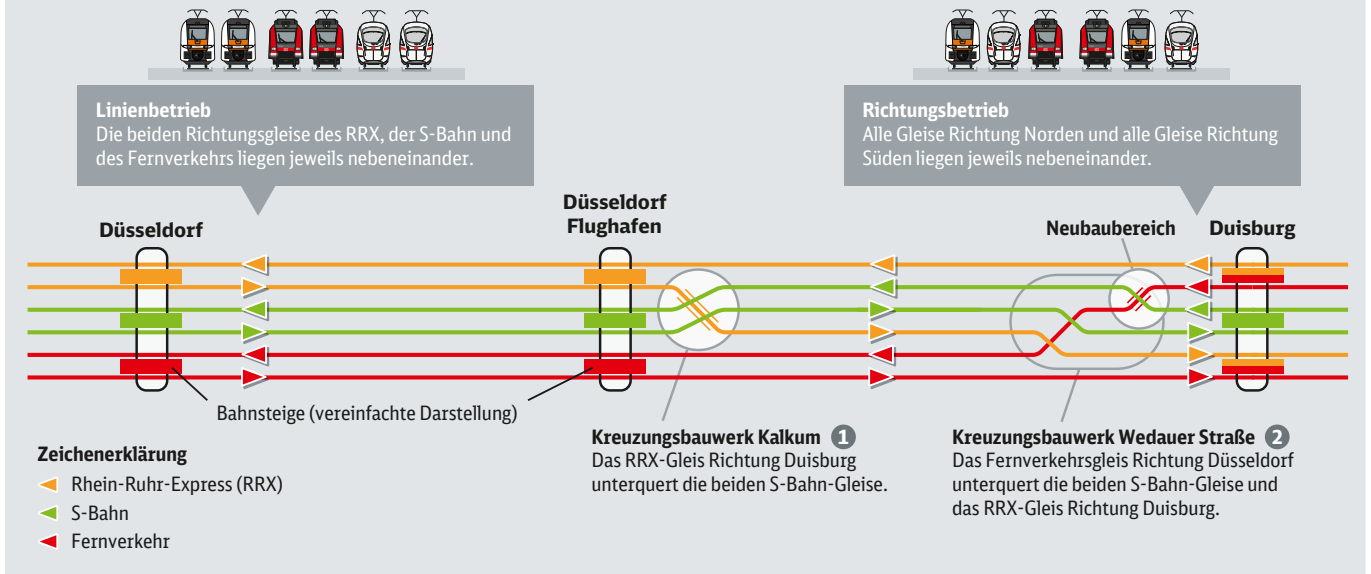 Linienbetrieb
Die beiden Richtungsgleise des RRX, der S-Bahn und
des Fernverkehrs liegen jeweils nebeneinander.
Richtungsbetrieb
Alle Gleise Richtung Norden und alle Gleise Richtung
Süden liegen jeweils nebeneinander.
Düsseldorf
Düsseldorf
Flughafen
Neubaubereich
Duisburg
Bahnsteige (vereinfachte Darstellung)
Kreuzungsbauwerk Kalkum 1
Das RRX-Gleis Richtung Duisburg
unterquert die beiden S-Bahn-Gleise.
Kreuzungsbauwerk Wedauer Straße 2
Das Fernverkehrsgleis Richtung Düsseldorf
unterquert die beiden S-Bahn-Gleise und
das RRX-Gleis Richtung Duisburg.
Zeichenerklärung
Rhein-Ruhr-Express (RRX)
S-Bahn
Fernverkehr